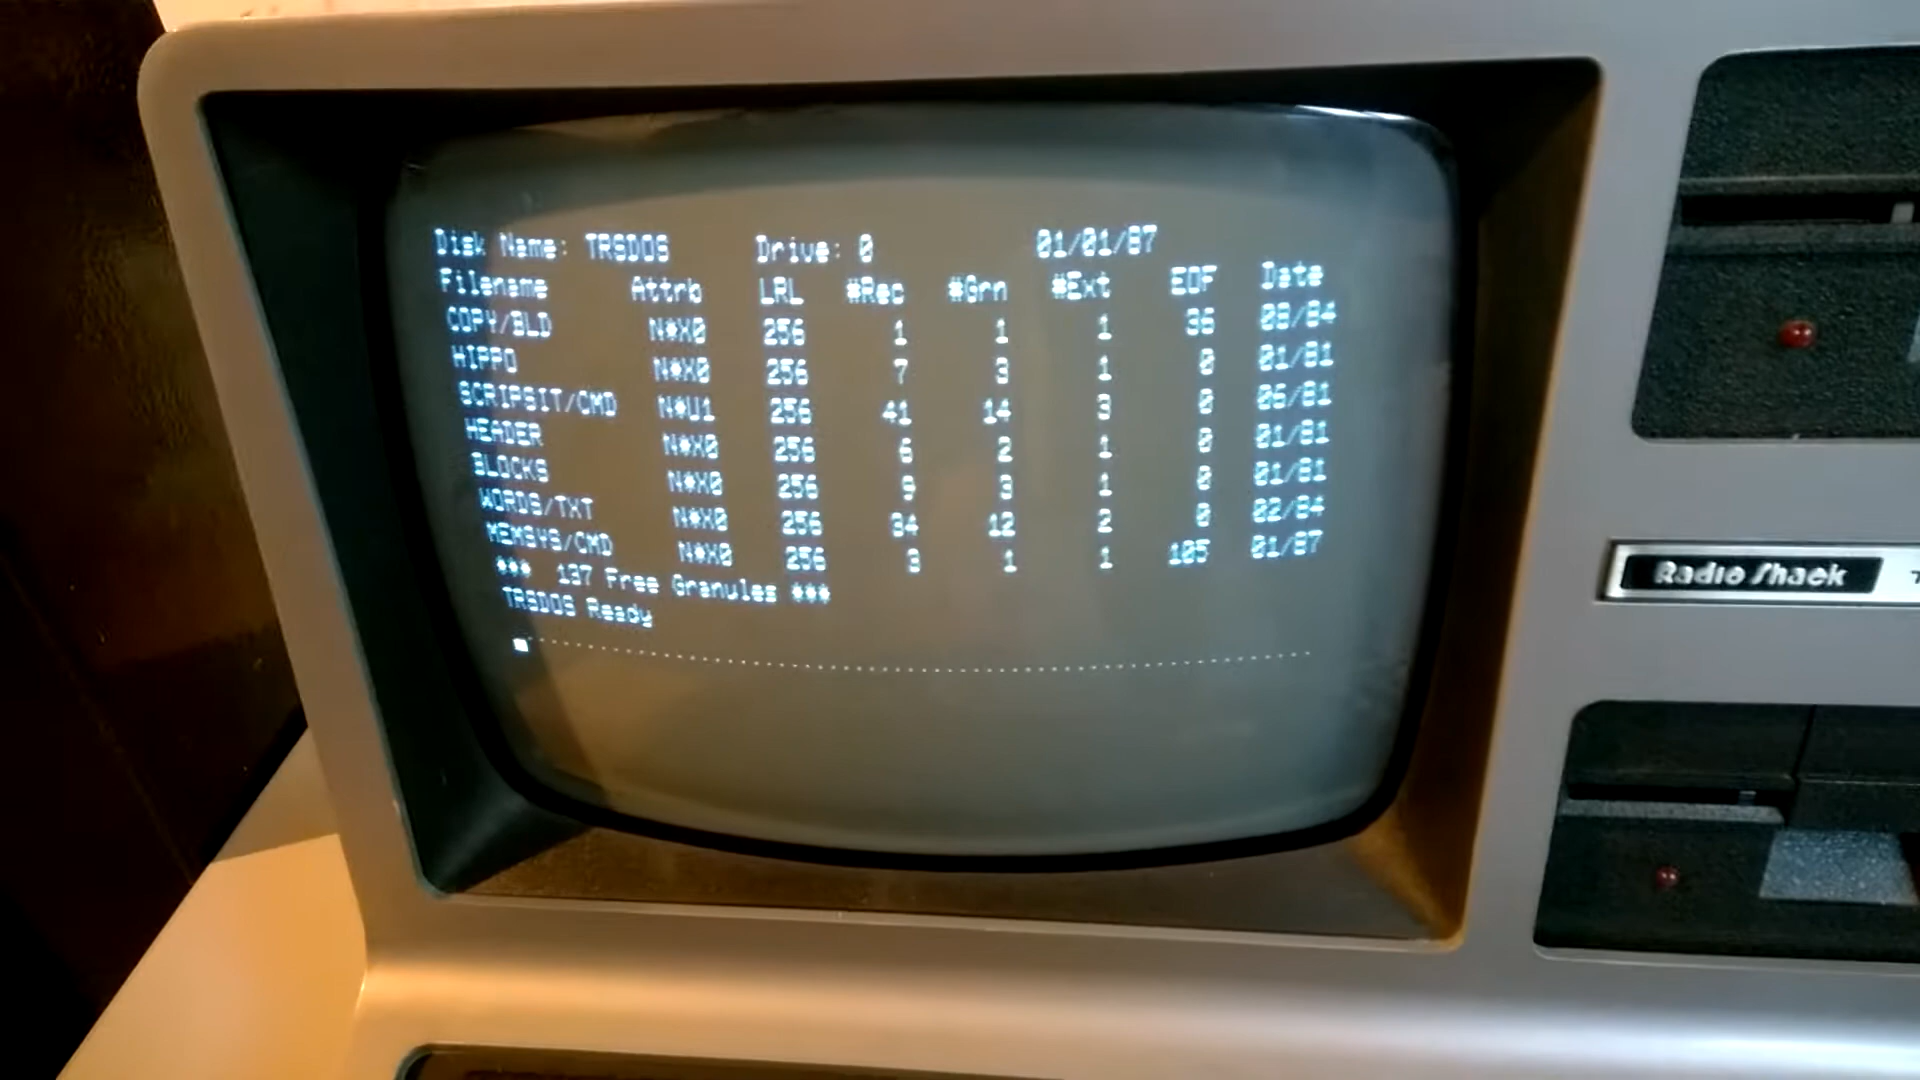 Disk Name: TRSDOS Drive: 0 01/01/87
Filename Attrb LRL #Rec #Grn #Ext EOF Date
COPY/BLD N*X0 256 1 1 1 36 08/84
HIPPO N*X0 256 7 3 1 0 01/81
SCRIPSIT/CMD N*U1 256 41 14 3 0 06/81
HEADER N*X0 256 6 2 1 0 01/81
BLOCKS N*X0 256 9 3 1 0 01/81
WORDS/TXT N*X0 256 34 12 2 0 02/84
MEMSYS/CMD N*X0 256 3 1 1 105 01/87
*** 137 Free Granules ***
TRSDOS Ready
Radio Shack